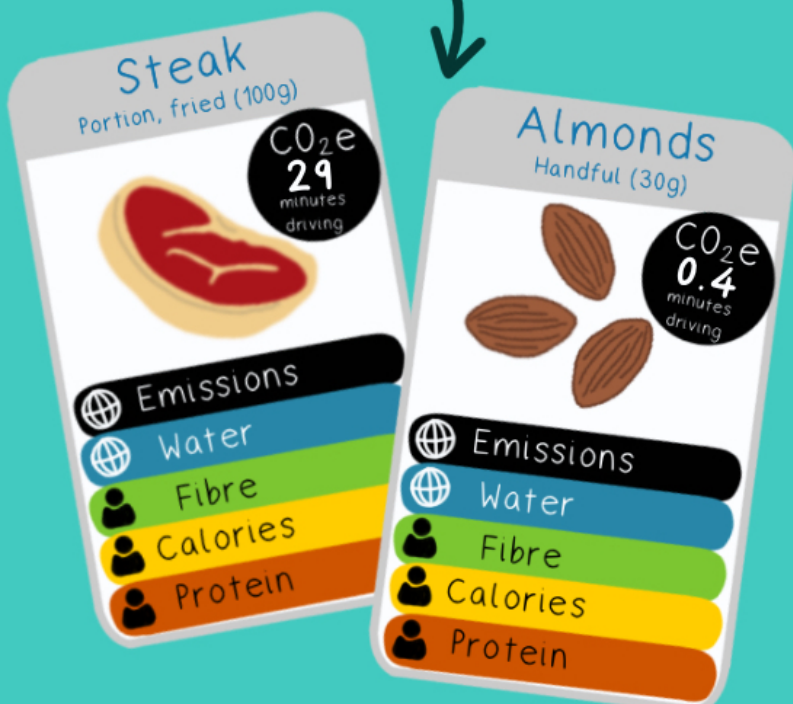 Steak
Portion, fried (100g)
CO₂e
29
minutes
driving
Emissions
Water
Fibre
Calories
Protein
Almonds
Handful (30g)
CO₂e
0.4
minutes
driving
Emissions
Water
Fibre
Calories
Protein